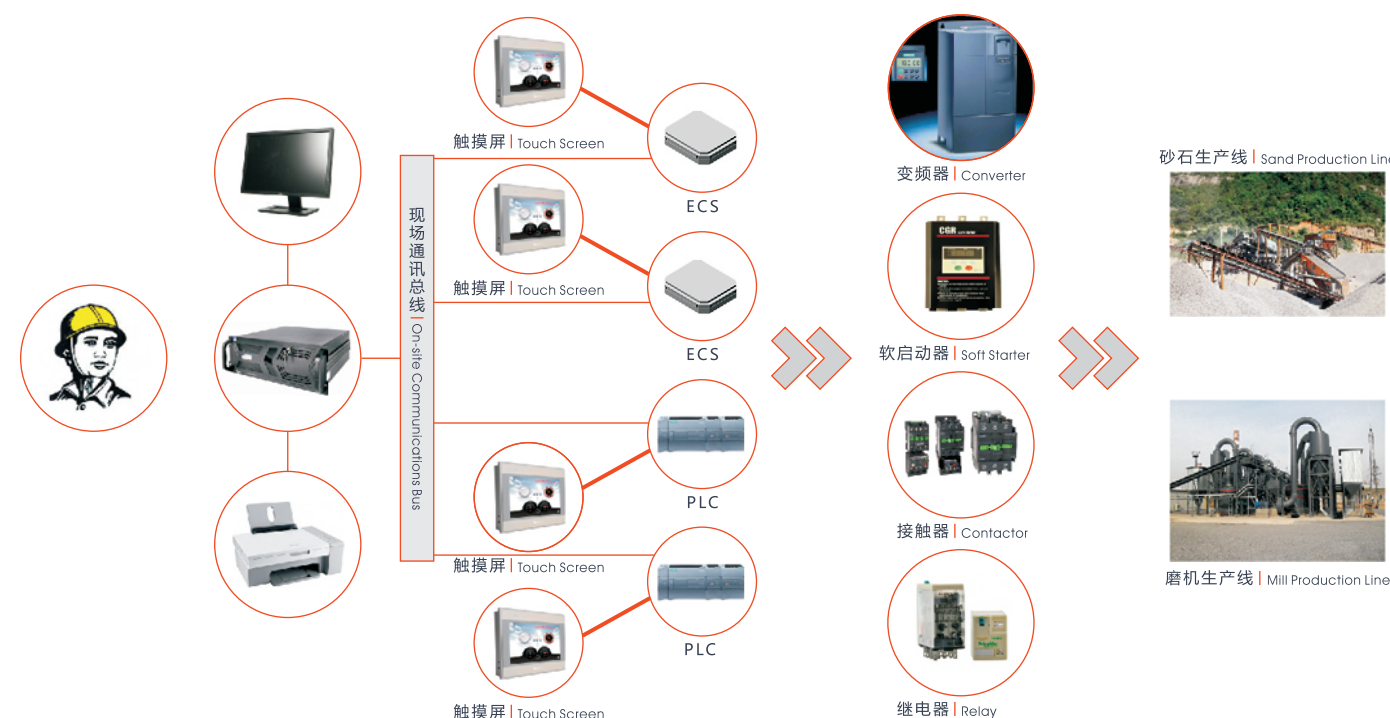 触摸屏 | Touch Screen
ECS
触摸屏 | Touch Screen
ECS
现场通讯总线 | On-site Communications Bus
PLC
触摸屏 | Touch Screen
PLC
触摸屏 | Touch Screen
变频器 | Converter
CGR
软启动器 | Soft Starter
接触器 | Contactor
继电器 | Relay
砂石生产线 | Sand Production Line
磨机生产线 | Mill Production Line